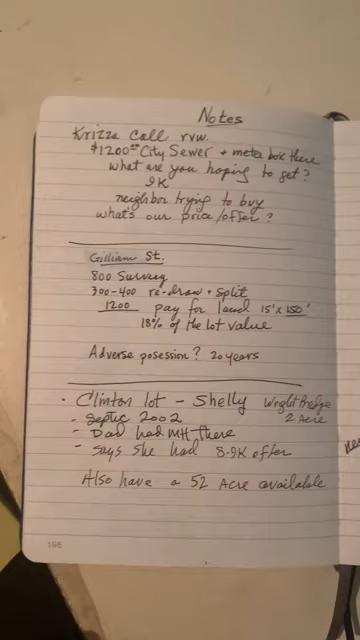 Notes
Krizza Call rvw.
$1200.00 City Sewer + meter box there
what are you hoping to get?
9K
neighbor trying to buy
what's our price/offer?
Gilliam St.
800 Survey
300-400 re-draw + split
1200 pay for land 15' x 150'
18% of the lot value
Adverse posession? 20 years
· Clinton lot - Shelly Wright Bridge
- Septic 2002 2 Acre
- Dad had MH there
- Says she had 8-9K offer
Also have a 52 Acre available
196